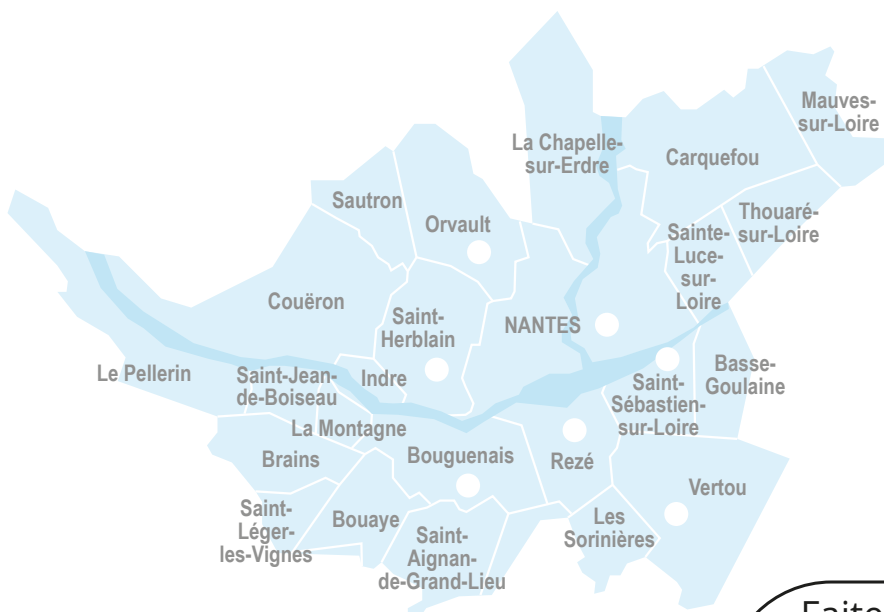 Mauves-
sur-Loire
La Chapelle-
sur-Erdre
Carquefou
Sautron
Orvault
Thouaré-
sur-Loire
Sainte-
Luce-
sur-
Loire
Couëron
Saint-
Herblain
NANTES
Le Pellerin
Saint-Jean-
de-Boiseau
Indre
Basse-
Goulaine
Saint-
Sébastien-
sur-Loire
La Montagne
Brains
Bouguenais
Rezé
Vertou
Saint-
Léger-
les-Vignes
Bouaye
Saint-
Aignan-
de-Grand-Lieu
Les
Sorinières